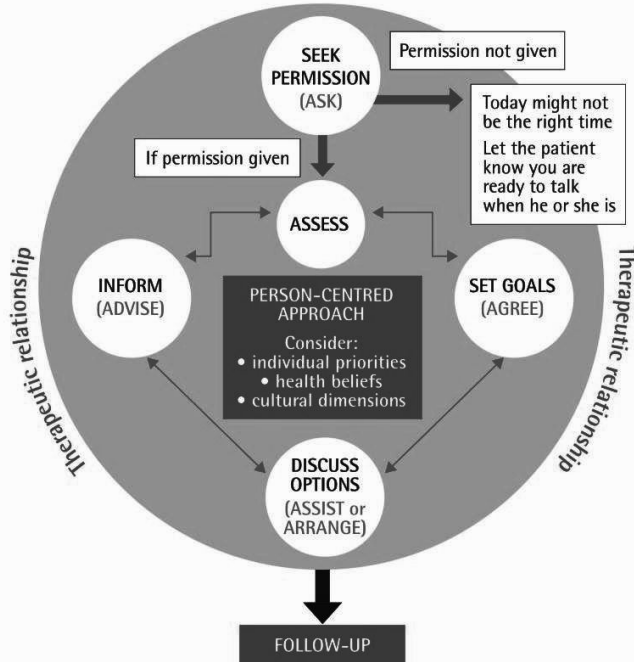 SEEK
PERMISSION
(ASK)
Permission not given
Today might not
be the right time
Let the patient
know you are
ready to talk
when he or she is
If permission given
ASSESS
Therapeutic relationship
INFORM
(ADVISE)
PERSON-CENTRED
APPROACH
Consider:
• individual priorities
• health beliefs
• cultural dimensions
SET GOALS
(AGREE)
Therapeutic relationship
DISCUSS
OPTIONS
(ASSIST or
ARRANGE)
FOLLOW-UP